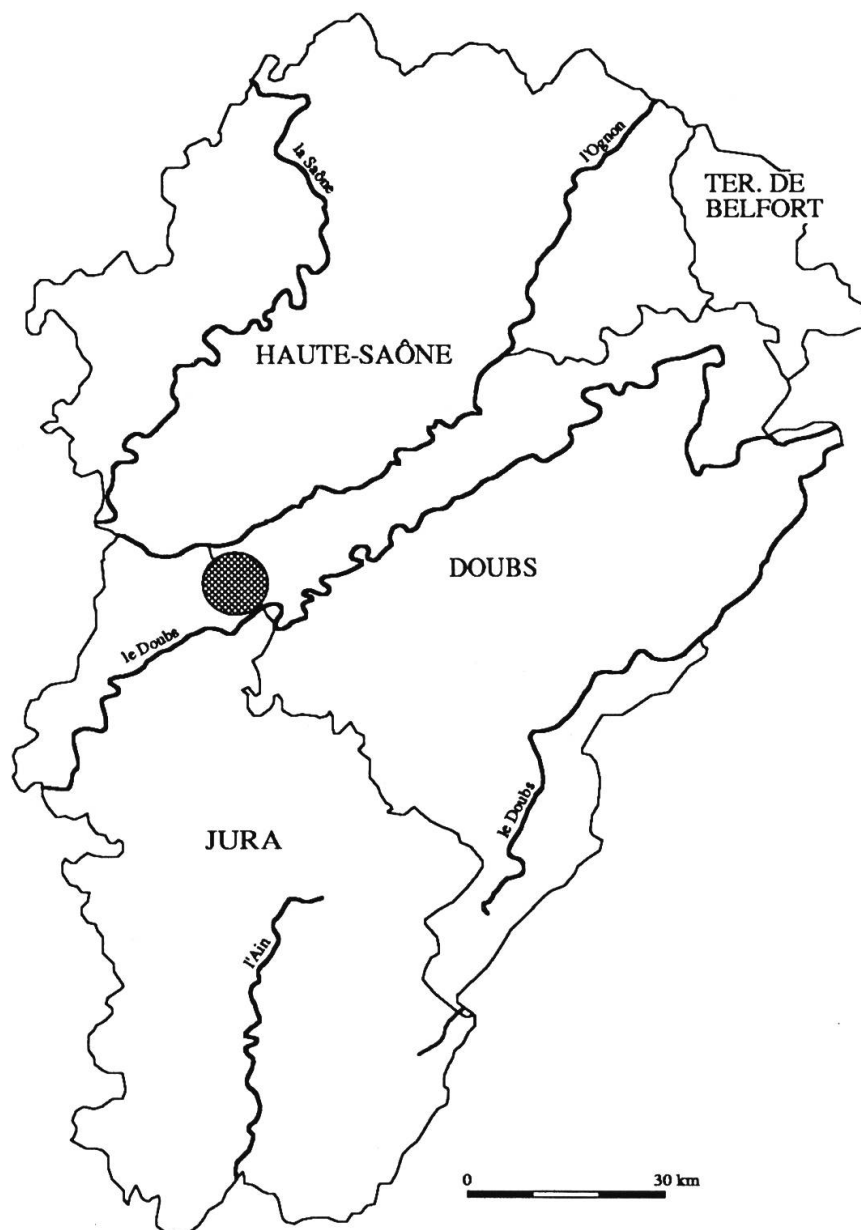 la Saône
l'Ognon
TER. DE
BELFORT
HAUTE-SAÔNE
DOUBS
le Doubs
le Doubs
JURA
l'Ain
0 30 km